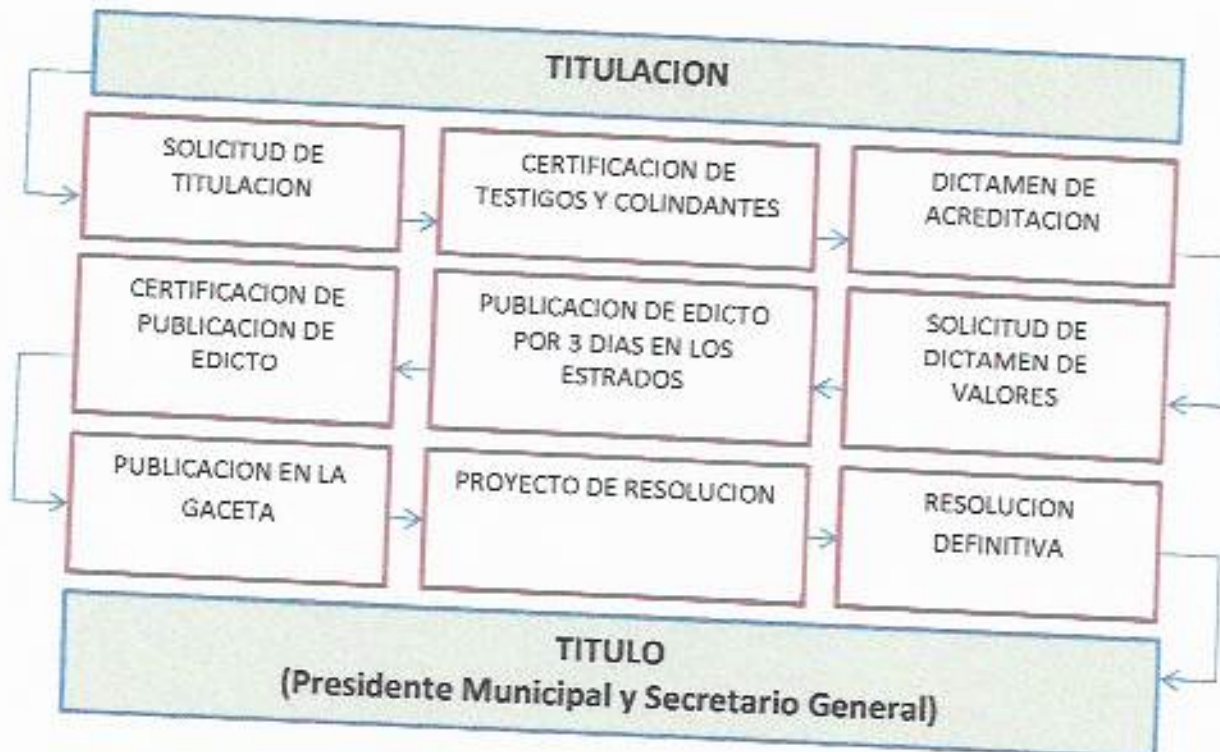 TITULACION
SOLICITUD DE
TITULACION
CERTIFICACION DE
TESTIGOS Y COLINDANTES
DICTAMEN DE
ACREDITACION
SOLICITUD DE
DICTAMEN DE
VALORES
PUBLICACION DE EDICTO
POR 3 DIAS EN LOS
ESTRADOS
CERTIFICACION DE
PUBLICACION DE
EDICTO
PUBLICACION EN LA
GACETA
PROYECTO DE RESOLUCION
RESOLUCION
DEFINITIVA
TITULO
(Presidente Municipal y Secretario General)